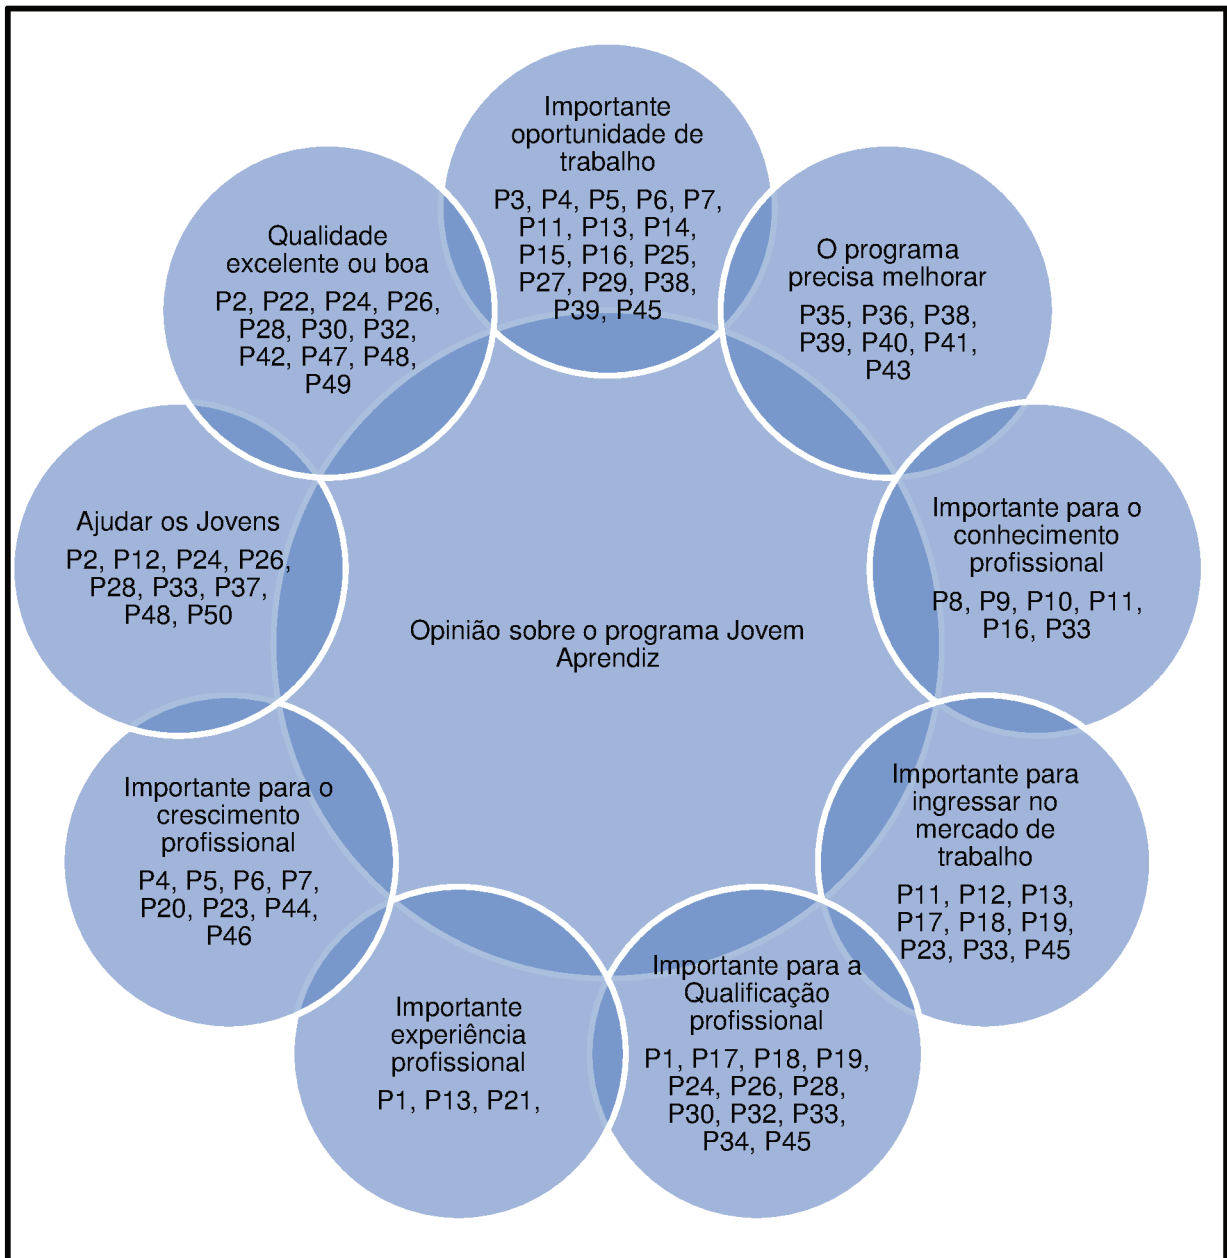 Importante
oportunidade de
trabalho
P3, P4, P5, P6, P7,
P11, P13, P14,
P15, P16, P25,
P27, P29, P38,
P39, P45
O programa
precisa melhorar
P35, P36, P38,
P39, P40, P41,
P43
Importante para o
conhecimento
profissional
P8, P9, P10, P11,
P16, P33
Importante para
ingressar no
mercado de
trabalho
P11, P12, P13,
P17, P18, P19,
P23, P33, P45
Importante para a
Qualificação
profissional
P1, P17, P18, P19,
P24, P26, P28,
P30, P32, P33,
P34, P45
Importante
experiência
profissional
P1, P13, P21,
Importante para o
crescimento
profissional
P4, P5, P6, P7,
P20, P23, P44,
P46
Ajudar os Jovens
P2, P12, P24, P26,
P28, P33, P37,
P48, P50
Qualidade
excelente ou boa
P2, P22, P24, P26,
P28, P30, P32,
P42, P47, P48,
P49
Opinião sobre o programa Jovem
Aprendiz